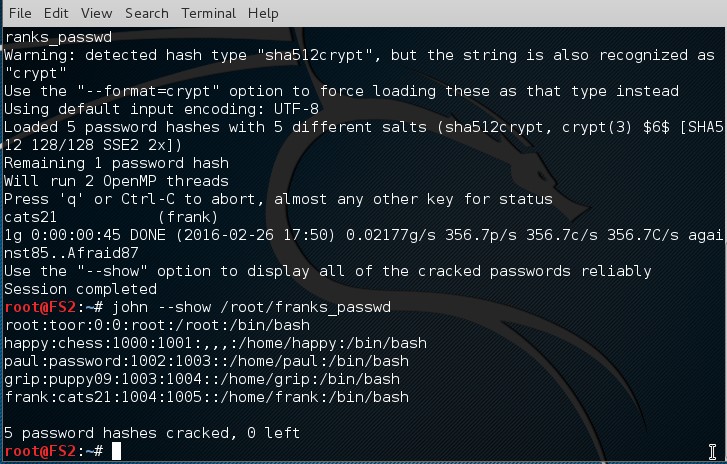 File Edit View Search Terminal Help
ranks_passwd
Warning: detected hash type "sha512crypt", but the string is also recognized as
"crypt"
Use the "--format=crypt" option to force loading these as that type instead
Using default input encoding: UTF-8
Loaded 5 password hashes with 5 different salts (sha512crypt, crypt(3) $6$ [SHA5
12 128/128 SSE2 2x])
Remaining 1 password hash
Will run 2 OpenMP threads
Press 'q' or Ctrl-C to abort, almost any other key for status
cats21           (frank)
1g 0:00:00:45 DONE (2016-02-26 17:50) 0.02177g/s 356.7p/s 356.7c/s 356.7C/s agai
nst85..Afraid87
Use the "--show" option to display all of the cracked passwords reliably
Session completed
root@FS2:~# john --show /root/franks_passwd
root:toor:0:0:root:/root:/bin/bash
happy:chess:1000:1001:,,,:/home/happy:/bin/bash
paul:password:1002:1003::/home/paul:/bin/bash
grip:puppy09:1003:1004::/home/grip:/bin/bash
frank:cats21:1004:1005::/home/frank:/bin/bash

5 password hashes cracked, 0 left
root@FS2:~#